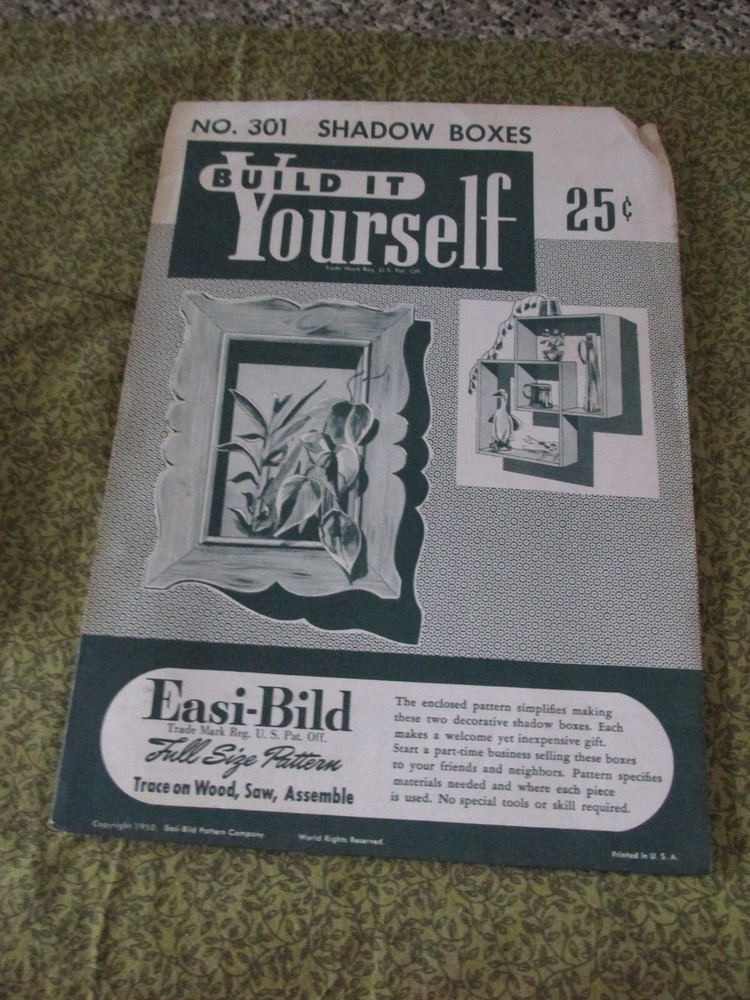 NO. 301 SHADOW BOXES
BUILD IT
Yourself
Trade Mark Reg. U. S. Pat. Off.
25¢
Easi-Bild
Trade Mark Reg. U. S. Pat. Off.
Full Size Pattern
Trace on Wood, Saw, Assemble
The enclosed pattern simplifies making
these two decorative shadow boxes. Each
makes a welcome yet inexpensive gift.
Start a part-time business selling these boxes
to your friends and neighbors. Pattern specifies
materials needed and where each piece
is used. No special tools or skill required.
Copyright 1950, Easi-Bild Pattern Company. World Rights Reserved
Printed in U. S. A.